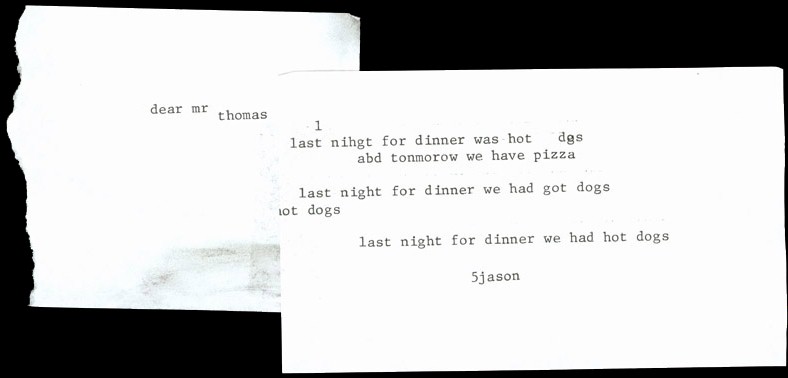 dear mr thomas
1
last nihgt for dinner was hot dgs
abd tonmorow we have pizza
last night for dinner we had got dogs
hot dogs
last night for dinner we had hot dogs
5jason